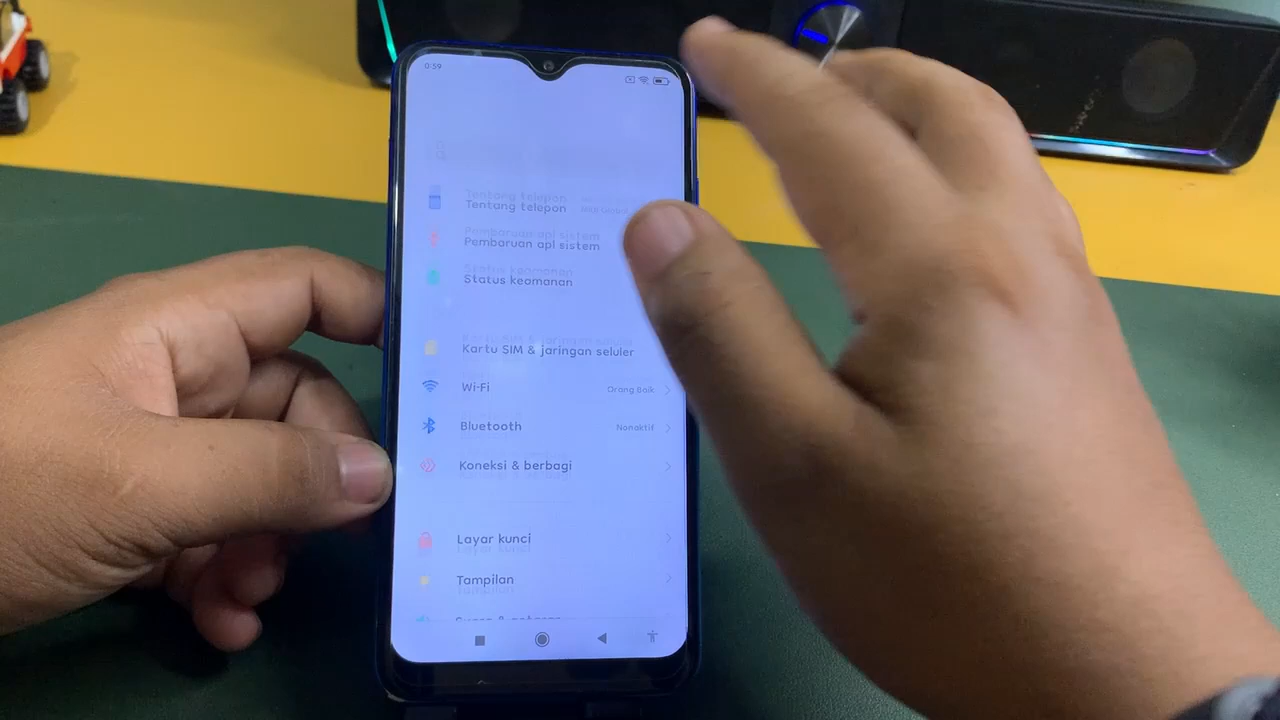 0:59
Tentang telepon
Pembaruan apl sistem
Status keamanan
Kartu SIM & jaringan seluler
Wi-Fi
Orang Baik
Bluetooth
Nonaktif
Koneksi & berbagi
Layar kunci
Tampilan